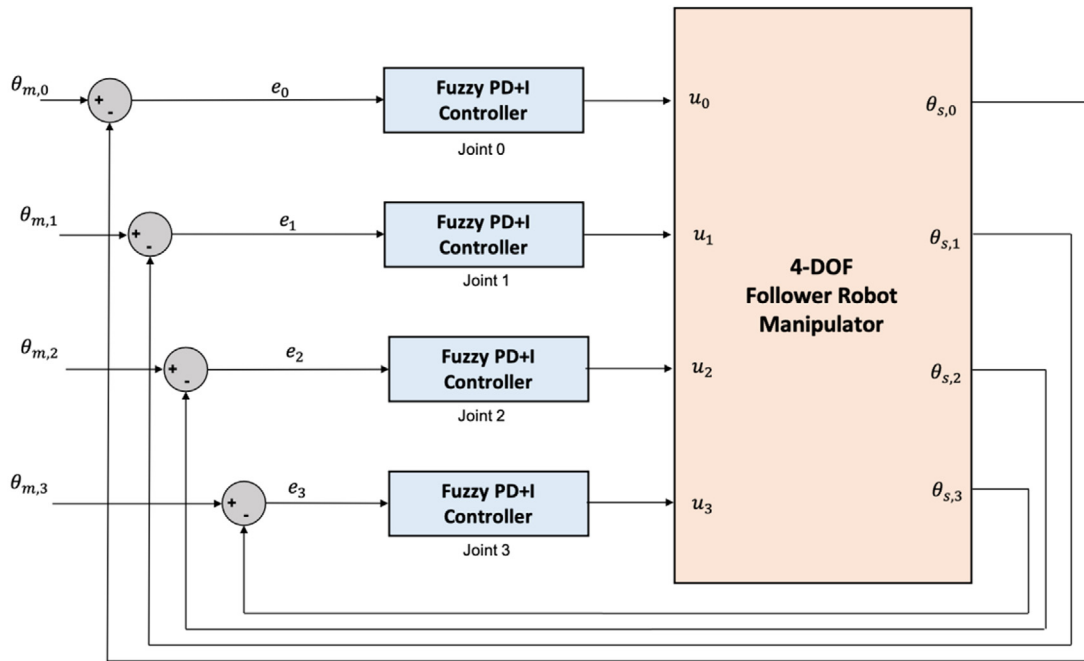 θm,0
+
-
e0
Fuzzy PD+I
Controller
Joint 0
u0
θs,0
θm,1
+
-
e1
Fuzzy PD+I
Controller
Joint 1
u1
θs,1
4-DOF
Follower Robot
Manipulator
θm,2
+
-
e2
Fuzzy PD+I
Controller
Joint 2
u2
θs,2
θm,3
+
-
e3
Fuzzy PD+I
Controller
Joint 3
u3
θs,3